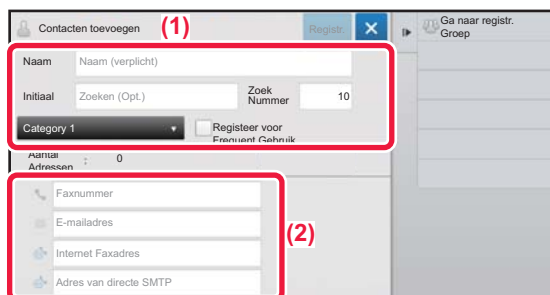 Contacten toevoegen
(1)
Registr.
Ga naar registr.
Groep
Naam
Naam (verplicht)
Initiaal
Zoeken (Opt.)
Zoek
Nummer
10
Category 1
Registeer voor
Frequent Gebruik
Aantal
Adressen
:
0
Faxnummer
E-mailadres
(2)
Internet Faxadres
Adres van directe SMTP